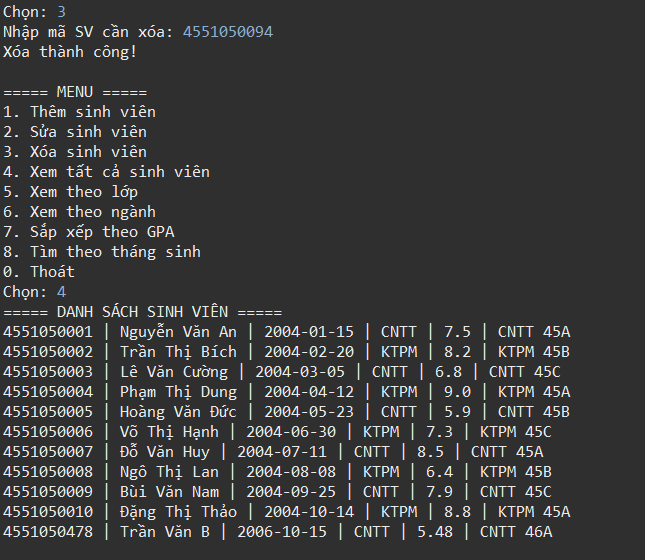 Chọn: 3
Nhập mã SV cần xóa: 4551050094
Xóa thành công!
===== MENU =====
1. Thêm sinh viên
2. Sửa sinh viên
3. Xóa sinh viên
4. Xem tất cả sinh viên
5. Xem theo lớp
6. Xem theo ngành
7. Sắp xếp theo GPA
8. Tìm theo tháng sinh
0. Thoát
Chọn: 4
===== DANH SÁCH SINH VIÊN =====
4551050001 | Nguyễn Văn An | 2004-01-15 | CNTT | 7.5 | CNTT 45A
4551050002 | Trần Thị Bích | 2004-02-20 | KTPM | 8.2 | KTPM 45B
4551050003 | Lê Văn Cường | 2004-03-05 | CNTT | 6.8 | CNTT 45C
4551050004 | Phạm Thị Dung | 2004-04-12 | KTPM | 9.0 | KTPM 45A
4551050005 | Hoàng Văn Đức | 2004-05-23 | CNTT | 5.9 | CNTT 45B
4551050006 | Võ Thị Hạnh | 2004-06-30 | KTPM | 7.3 | KTPM 45C
4551050007 | Đỗ Văn Huy | 2004-07-11 | CNTT | 8.5 | CNTT 45A
4551050008 | Ngô Thị Lan | 2004-08-08 | KTPM | 6.4 | KTPM 45B
4551050009 | Bùi Văn Nam | 2004-09-25 | CNTT | 7.9 | CNTT 45C
4551050010 | Đặng Thị Thảo | 2004-10-14 | KTPM | 8.8 | KTPM 45A
4551050478 | Trần Văn B | 2006-10-15 | CNTT | 5.48 | CNTT 46A